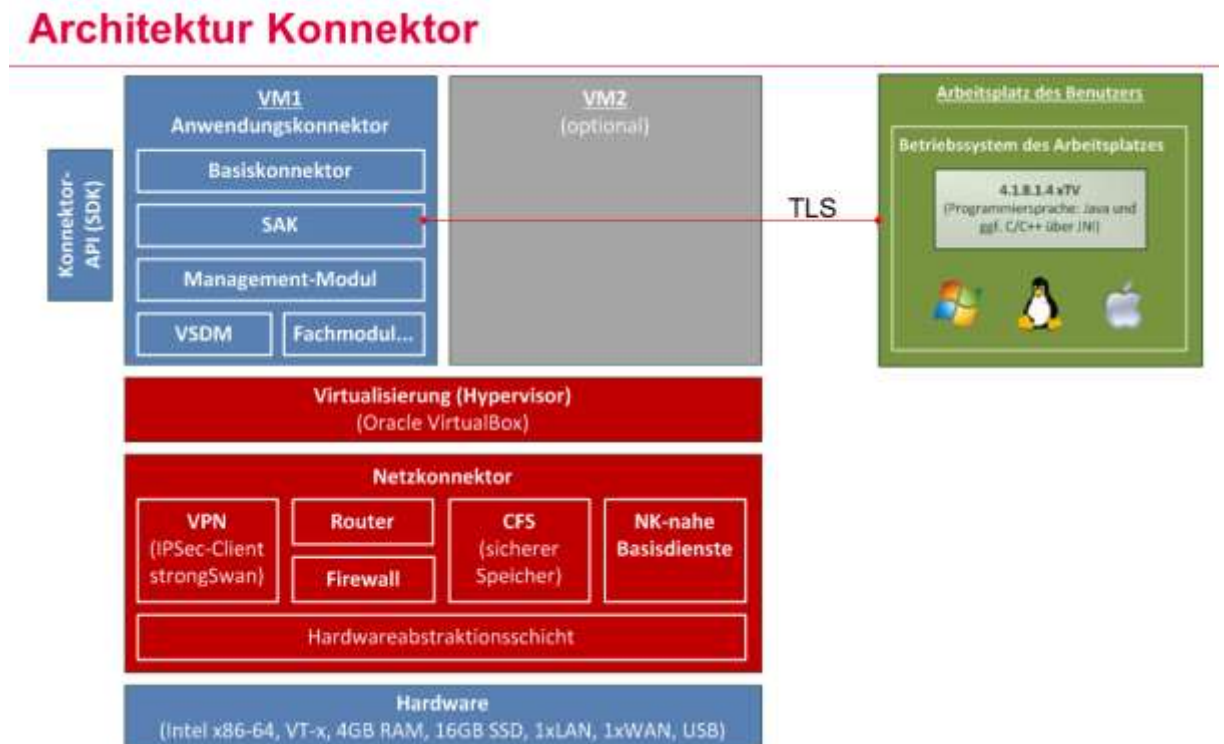 Architektur Konnektor
VM1
Anwendungskonnektor
Basiskonnektor
SAK
Management-Modul
VSDM
Fachmodul...
Konnektor-
API (SDK)
VM2
(optional)
TLS
Arbeitsplatz des Benutzers
Betriebssystem des Arbeitsplatzes
4.1.8.1.4 xTV
(Programmiersprache: Java und
ggf. C/C++ über JNI)
Virtualisierung (Hypervisor)
(Oracle VirtualBox)
Netzkonnektor
VPN
(IPSec-Client
strongSwan)
Router
Firewall
CFS
(sicherer
Speicher)
NK-nahe
Basisdienste
Hardwareabstraktionsschicht
Hardware
(Intel x86-64, VT-x, 4GB RAM, 16GB SSD, 1xLAN, 1xWAN, USB)